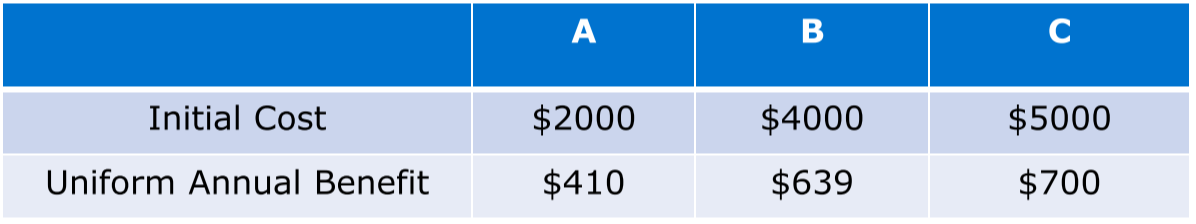 A B C
Initial Cost $2000 $4000 $5000
Uniform Annual Benefit $410 $639 $700